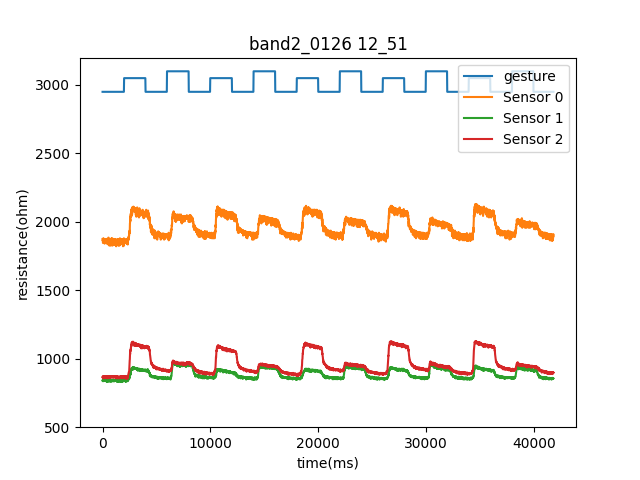 band2_0126 12_51
gesture
Sensor 0
Sensor 1
Sensor 2
resistance(ohm)
3000
2500
2000
1500
1000
500
0
10000
20000
30000
40000
time(ms)